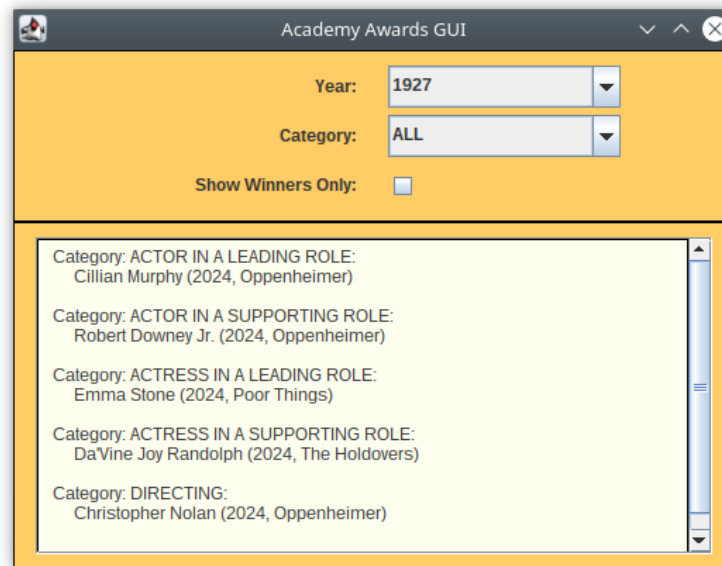 Academy Awards GUI
Year: 1927
Category: ALL
Show Winners Only:
Category: ACTOR IN A LEADING ROLE:
Cillian Murphy (2024, Oppenheimer)
Category: ACTOR IN A SUPPORTING ROLE:
Robert Downey Jr. (2024, Oppenheimer)
Category: ACTRESS IN A LEADING ROLE:
Emma Stone (2024, Poor Things)
Category: ACTRESS IN A SUPPORTING ROLE:
Da'Vine Joy Randolph (2024, The Holdovers)
Category: DIRECTING:
Christopher Nolan (2024, Oppenheimer)